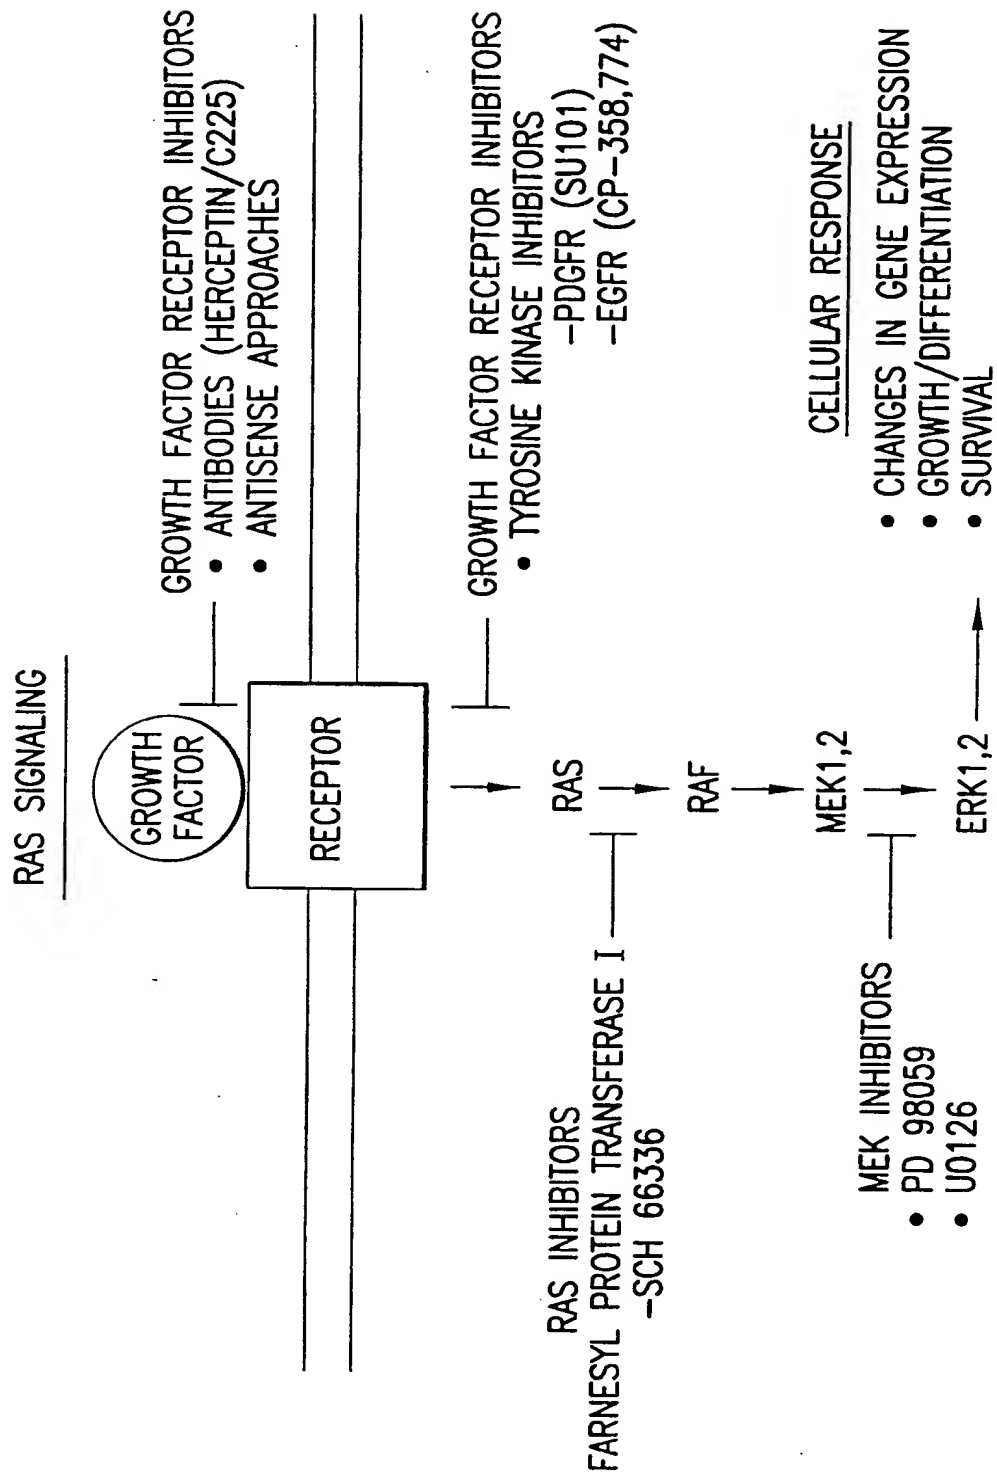 RAS SIGNALING
GROWTH
FACTOR
RECEPTOR
GROWTH FACTOR RECEPTOR INHIBITORS
• ANTIBODIES (HERCEPTIN/C225)
• ANTISENSE APPROACHES
GROWTH FACTOR RECEPTOR INHIBITORS
• TYROSINE KINASE INHIBITORS
-PDGFR (SU101)
-EGFR (CP-358,774)
RAS
RAS INHIBITORS
FARNESYL PROTEIN TRANSFERASE I
-SCH 66336
RAF
MEK1,2
MEK INHIBITORS
• PD 98059
• U0126
ERK1,2
CELLULAR RESPONSE
• CHANGES IN GENE EXPRESSION
• GROWTH/DIFFERENTIATION
• SURVIVAL